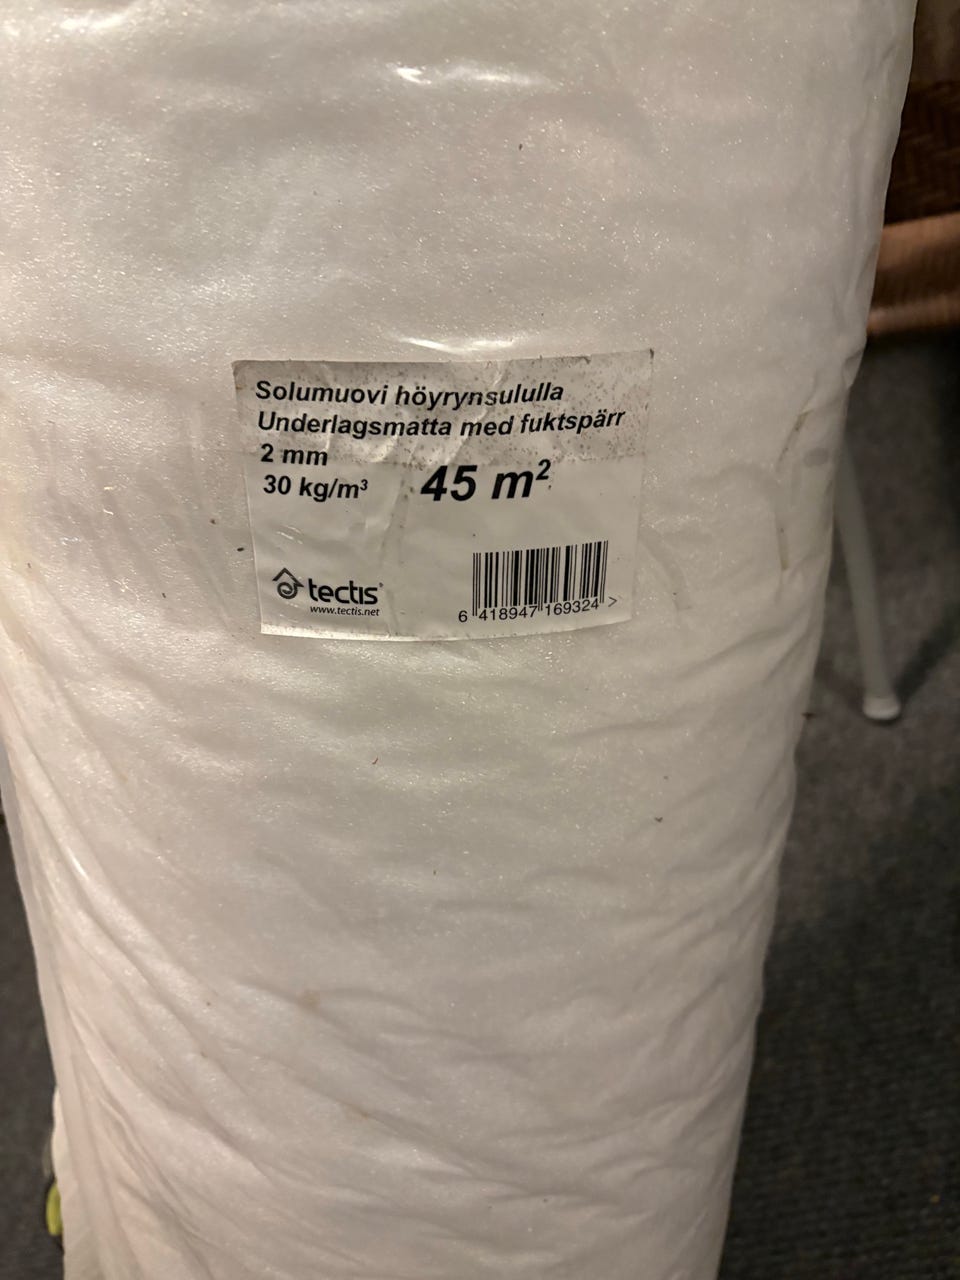 Solumuovi höyrynsululla
Underlagsmatta med fuktspärr
2 mm
30 kg/m³
45 m²
tectis®
www.tectis.net
6 418947 169324 >